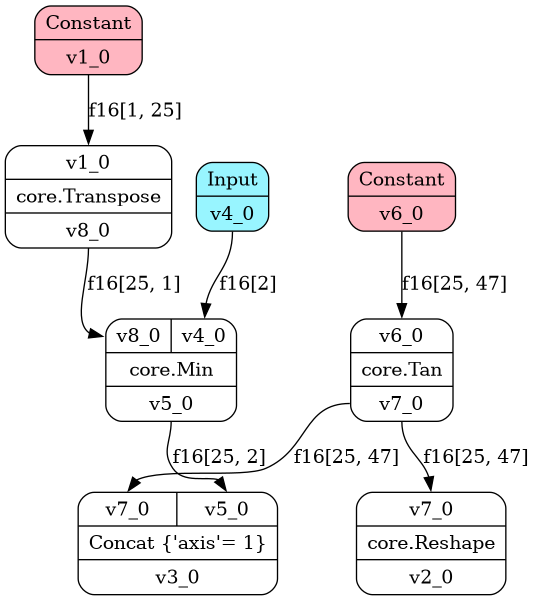 Constant
v1_0
f16[1, 25]
v1_0
core.Transpose
v8_0
Input
v4_0
Constant
v6_0
f16[25, 1]
f16[2]
f16[25, 47]
v8_0 v4_0
core.Min
v5_0
v6_0
core.Tan
v7_0
f16[25, 2]
f16[25, 47]
f16[25, 47]
v7_0 v5_0
Concat {'axis'= 1}
v3_0
v7_0
core.Reshape
v2_0